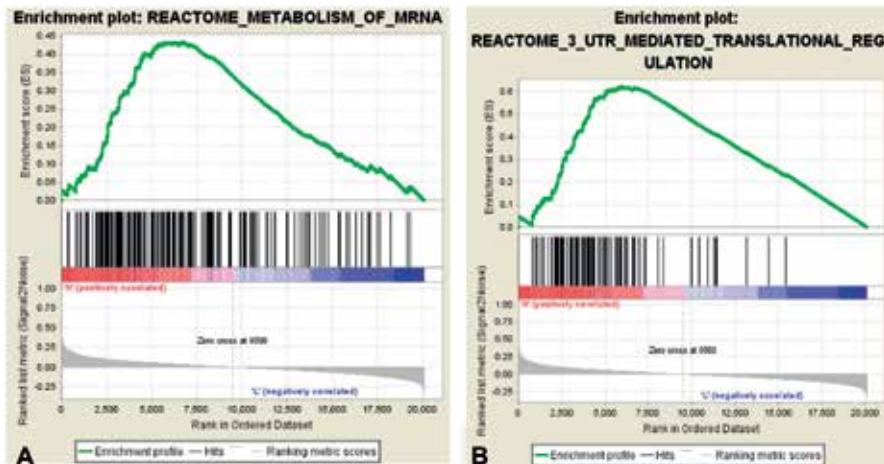 Enrichment plot: REACTOME_METABOLISM_OF_MRNA
Enrichment score (ES)
0.45
0.40
0.35
0.30
0.25
0.20
0.15
0.10
0.05
0.00
(positively correlated)
Ranked list metric (Signal2Noise)
1.00
0.75
0.50
0.25
0.00
-0.25
Zero cross at
(negatively correlated)
0 2,500 5,000 7,500 10,000 12,500 15,000 17,500 20,000
Rank in Ordered Dataset
Enrichment profile Hits Ranking metric scores
A
Enrichment plot:
REACTOME_3_UTR_MEDIATED_TRANSLATIONAL_REG
ULATION
Enrichment score (ES)
0.6
0.5
0.4
0.3
0.2
0.1
0.0
(positively correlated)
Ranked list metric (Signal2Noise)
1.00
0.75
0.50
0.25
0.00
-0.25
Zero cross at
(negatively correlated)
0 2,500 5,000 7,500 10,000 12,500 15,000 17,500 20,000
Rank in Ordered Dataset
Enrichment profile Hits Ranking metric scores
B